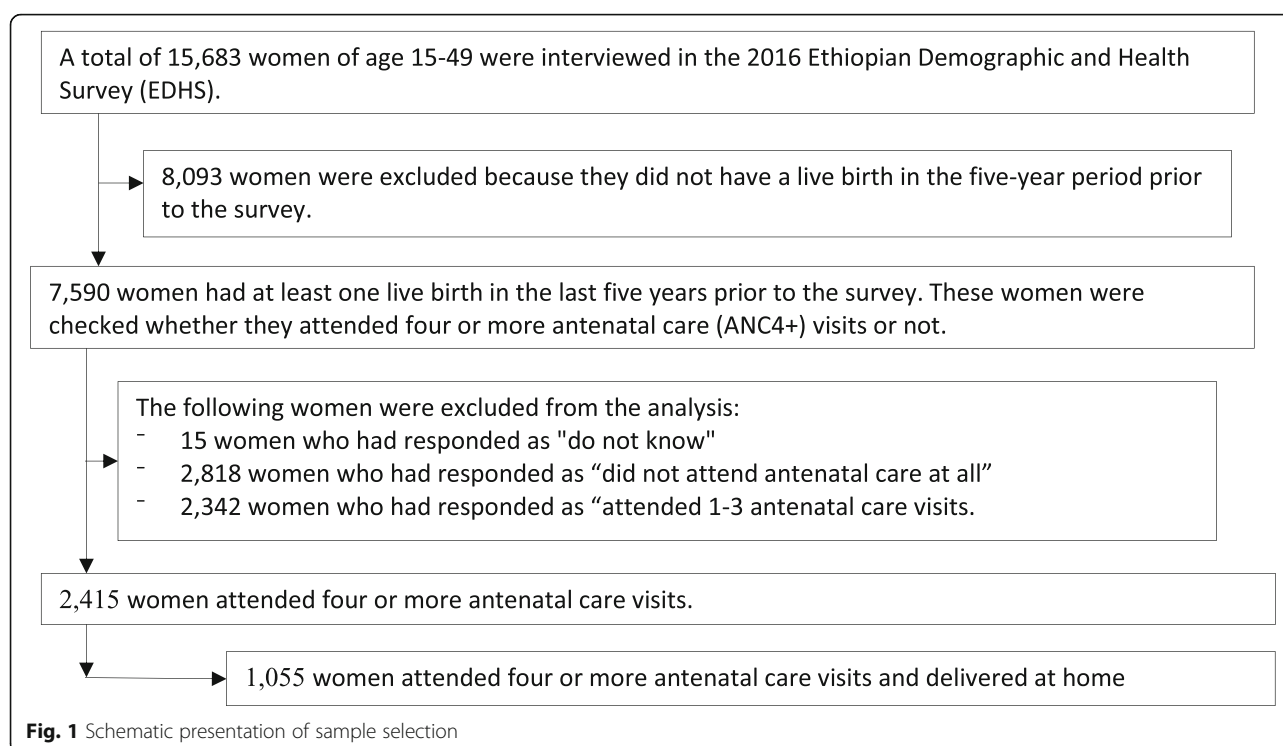 A total of 15,683 women of age 15-49 were interviewed in the 2016 Ethiopian Demographic and Health
Survey (EDHS).
8,093 women were excluded because they did not have a live birth in the five-year period prior
to the survey.
7,590 women had at least one live birth in the last five years prior to the survey. These women were
checked whether they attended four or more antenatal care (ANC4+) visits or not.
The following women were excluded from the analysis:
- 15 women who had responded as "do not know"
- 2,818 women who had responded as “did not attend antenatal care at all”
- 2,342 women who had responded as “attended 1-3 antenatal care visits.
2,415 women attended four or more antenatal care visits.
1,055 women attended four or more antenatal care visits and delivered at home
Fig. 1 Schematic presentation of sample selection